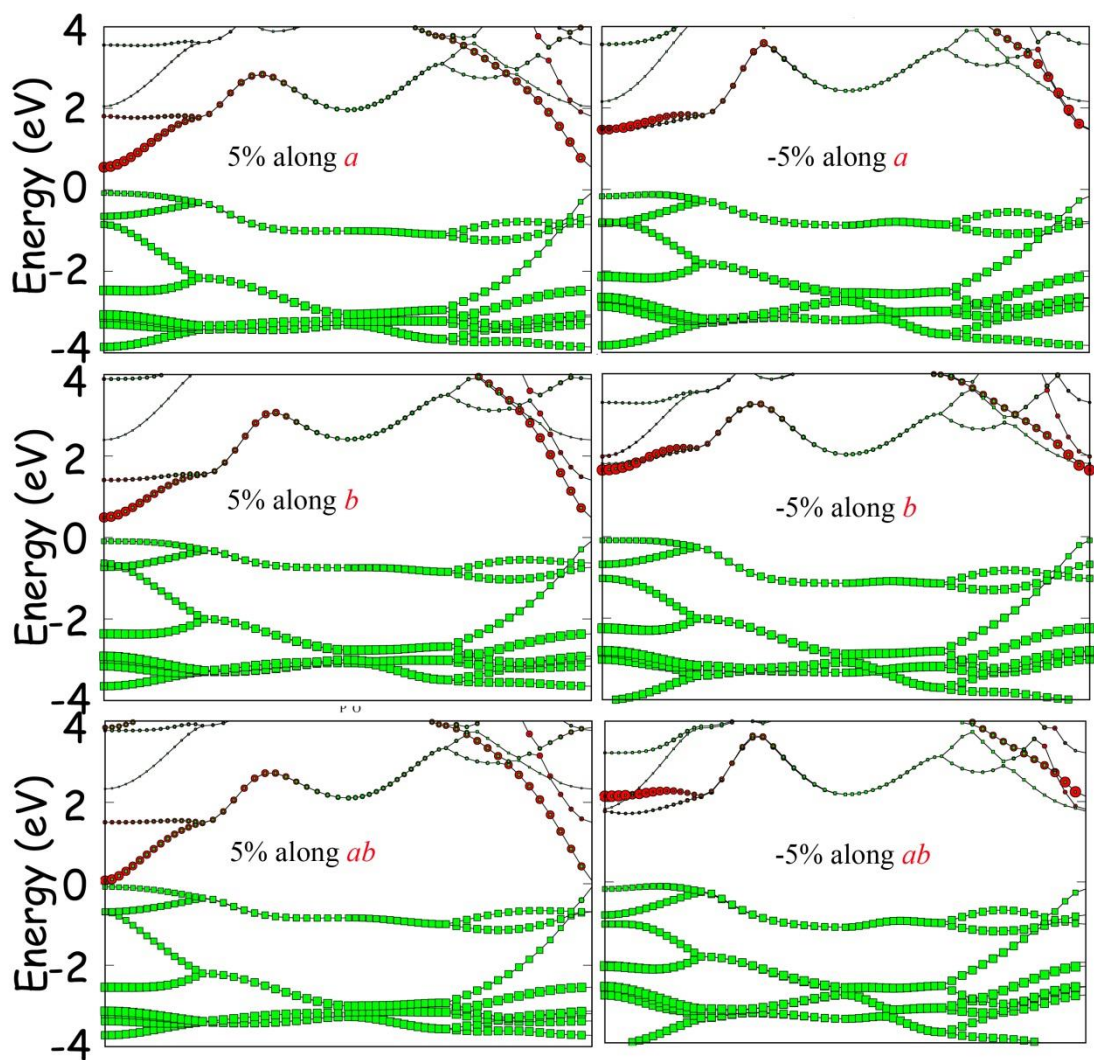 4
2
0
-2
-4
Energy (eV)
5% along a
-5% along a
4
2
0
-2
-4
Energy (eV)
5% along b
-5% along b
P O
4
2
0
-2
-4
Energy (eV)
5% along ab
-5% along ab